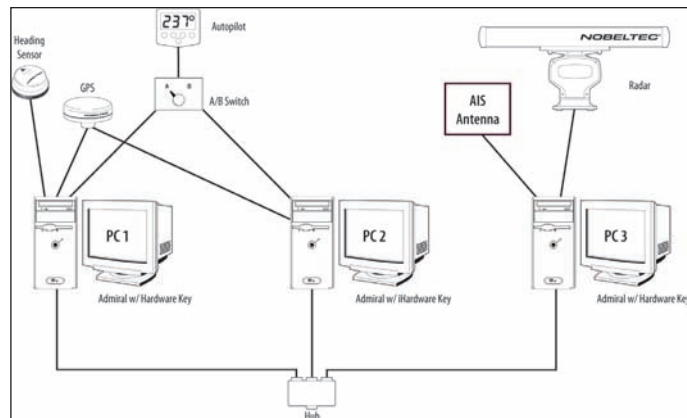 237°
Autopilot
Heading
Sensor
GPS
A B
A/B Switch
NOBELTEC
Radar
AIS
Antenna
PC 1
PC 2
PC 3
Admiral w/ Hardware Key
Admiral w/ iHardware Key
Admiral w/ Hardware Key
Hub